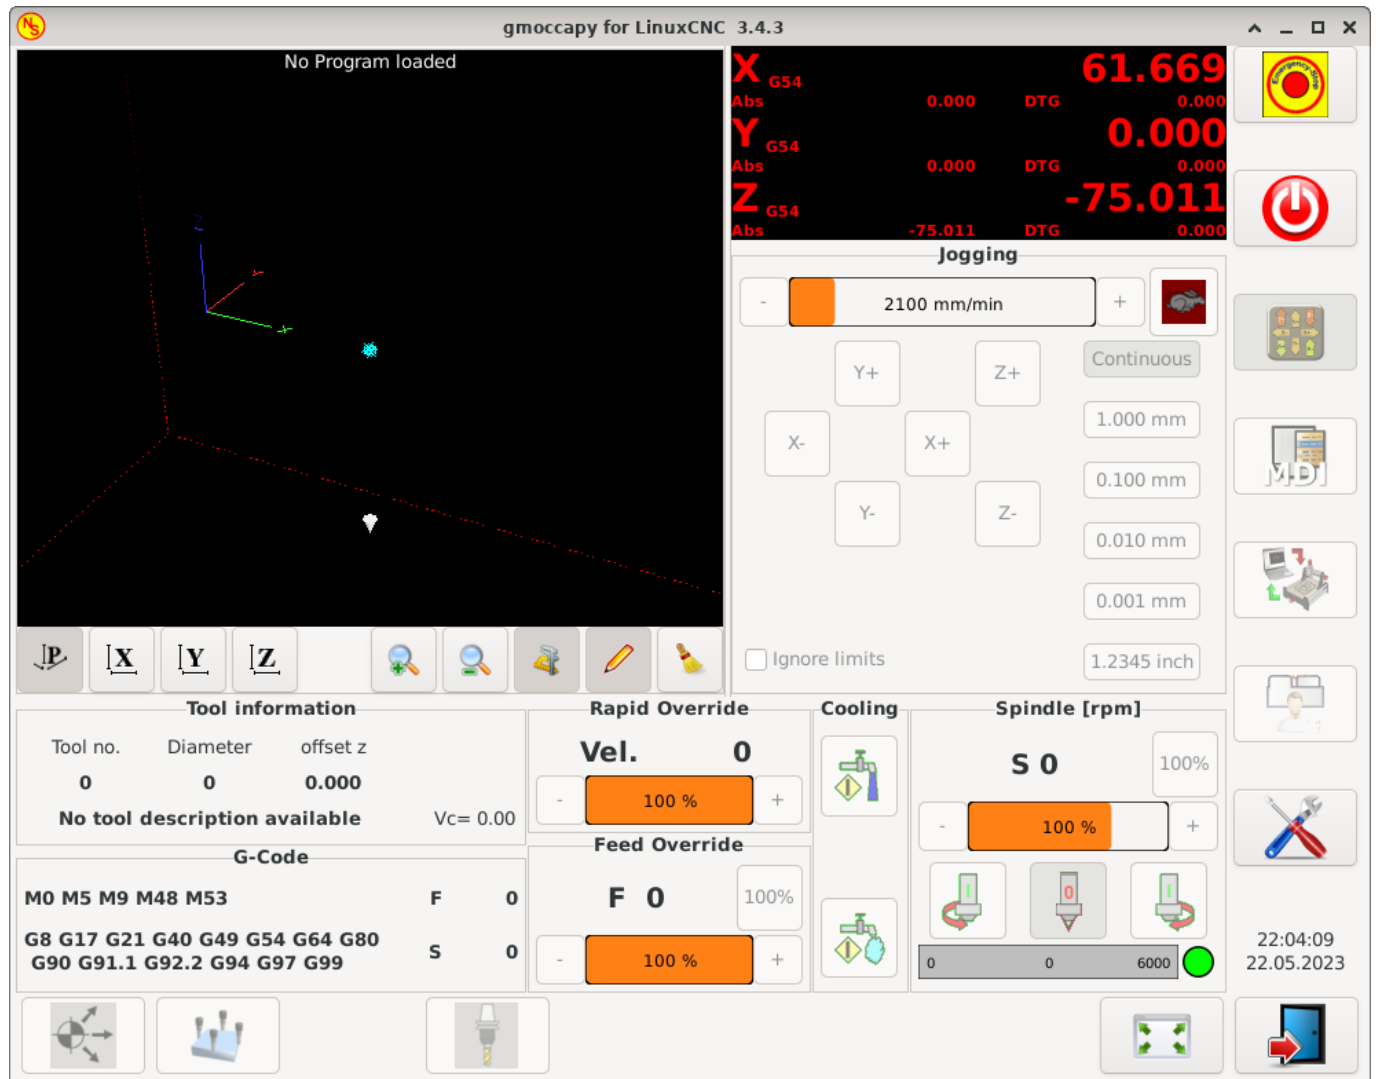 NS
gmoccapy for LinuxCNC 3.4.3
No Program loaded
Z
X G54 61.669
Abs 0.000 DTG 0.000
Y G54 0.000
Abs 0.000 DTG 0.000
Z G54 -75.011
Abs -75.011 DTG 0.000
Emergency-Stop
Jogging
- 2100 mm/min +
Y+ Z+ Continuous
1.000 mm
X- X+
0.100 mm
Y- Z-
0.010 mm
0.001 mm
Ignore limits 1.2345 inch
MDI
P X Y Z
Tool information
Tool no. Diameter offset z
0 0 0.000
No tool description available Vc= 0.00
G-Code
M0 M5 M9 M48 M53 F 0
G8 G17 G21 G40 G49 G54 G64 G80
G90 G91.1 G92.2 G94 G97 G99
S 0
Rapid Override
Vel. 0
- 100 % +
Feed Override
F 0 100%
- 100 % +
Cooling
Spindle [rpm]
S 0 100%
- 100 % +
I 0 I
0 0 6000
22:04:09
22.05.2023